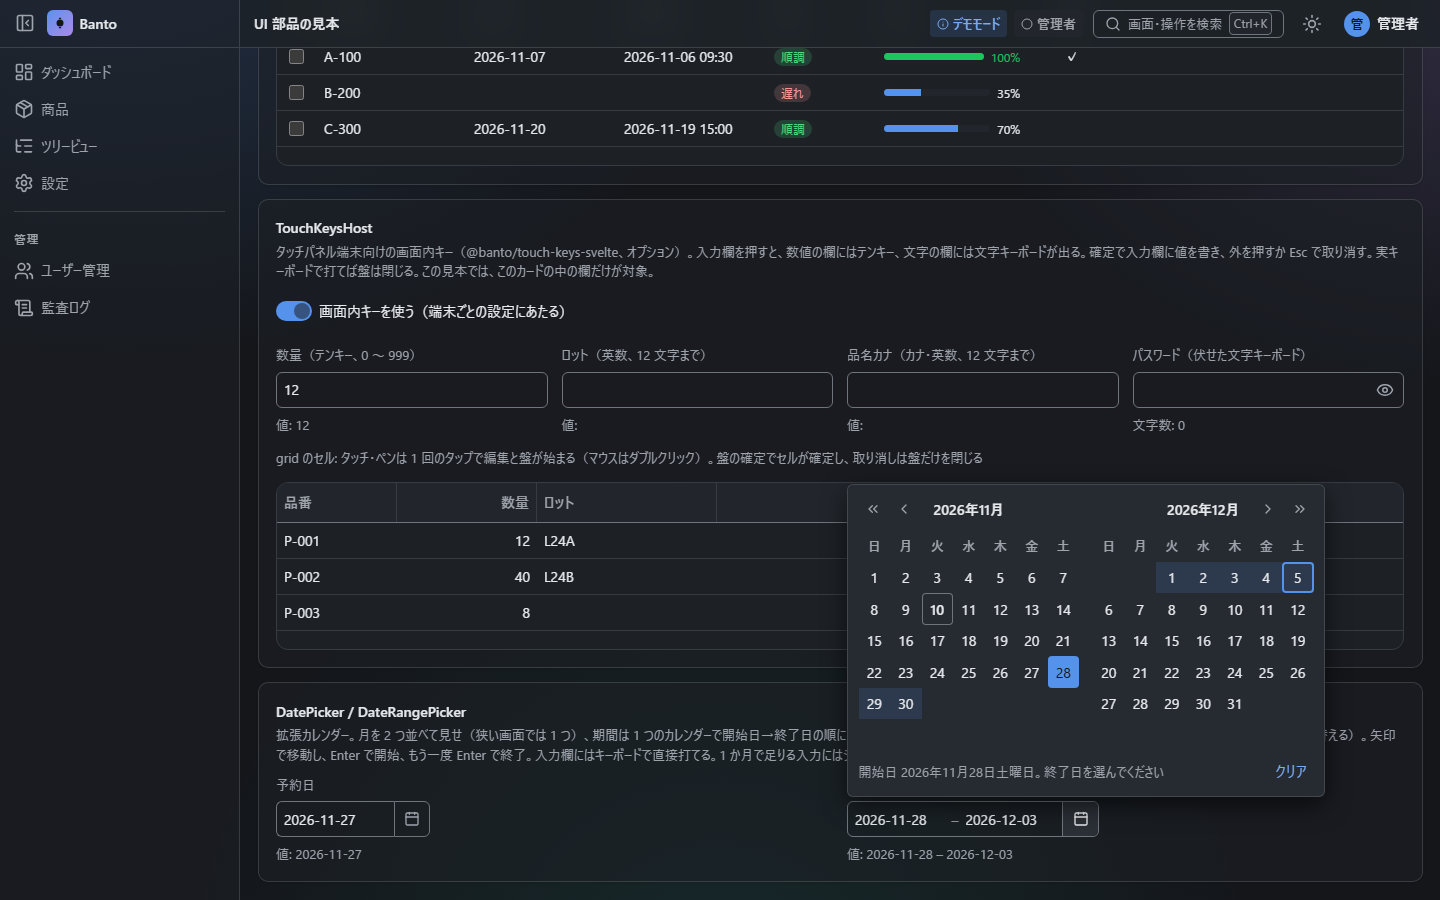 Banto
UI 部品の見本
デモモード
管理者
画面・操作を検索 Ctrl+K
管 管理者
ダッシュボード
商品
ツリービュー
設定
管理
ユーザー管理
監査ログ
A-100 2026-11-07 2026-11-06 09:30 順調 100% ✓
B-200 遅れ 35%
C-300 2026-11-20 2026-11-19 15:00 順調 70%
TouchKeysHost
タッチパネル端末向けの画面内キー（@banto/touch-keys-svelte、オプション）。入力欄を押すと、数値の欄にはテンキー、文字の欄には文字キーボードが出る。確定で入力欄に値を書き、外を押すか Esc で取り消す。実キ
ーボードで打てば盤は閉じる。この見本では、このカードの中の欄だけが対象。
画面内キーを使う（端末ごとの設定にあたる）
数量（テンキー、0 ～ 999） ロット（英数、12 文字まで） 品名カナ（カナ・英数、12 文字まで） パスワード（伏せた文字キーボード）
12
値: 12 値: 値: 文字数: 0
grid のセル: タッチ・ペンは 1 回のタップで編集と盤が始まる（マウスはダブルクリック）。盤の確定でセルが確定し、取り消しは盤だけを閉じる
品番 数量 ロット
P-001 12 L24A
P-002 40 L24B
P-003 8
2026年11月 2026年12月
日 月 火 水 木 金 土 日 月 火 水 木 金 土
1 2 3 4 5 6 7 1 2 3 4 5
8 9 10 11 12 13 14 6 7 8 9 10 11 12
15 16 17 18 19 20 21 13 14 15 16 17 18 19
22 23 24 25 26 27 28 20 21 22 23 24 25 26
29 30 27 28 29 30 31
開始日 2026年11月28日土曜日。終了日を選んでください クリア
DatePicker / DateRangePicker
拡張カレンダー。月を 2 つ並べて見せ（狭い画面では 1 つ）、期間は 1 つのカレンダーで開始日→終了日の順に える）。矢印
で移動し、Enter で開始、もう一度 Enter で終了。入力欄にはキーボードで直接打てる。1 か月で足りる入力には
予約日
2026-11-27 2026-11-28 – 2026-12-03
値: 2026-11-27 値: 2026-11-28 – 2026-12-03